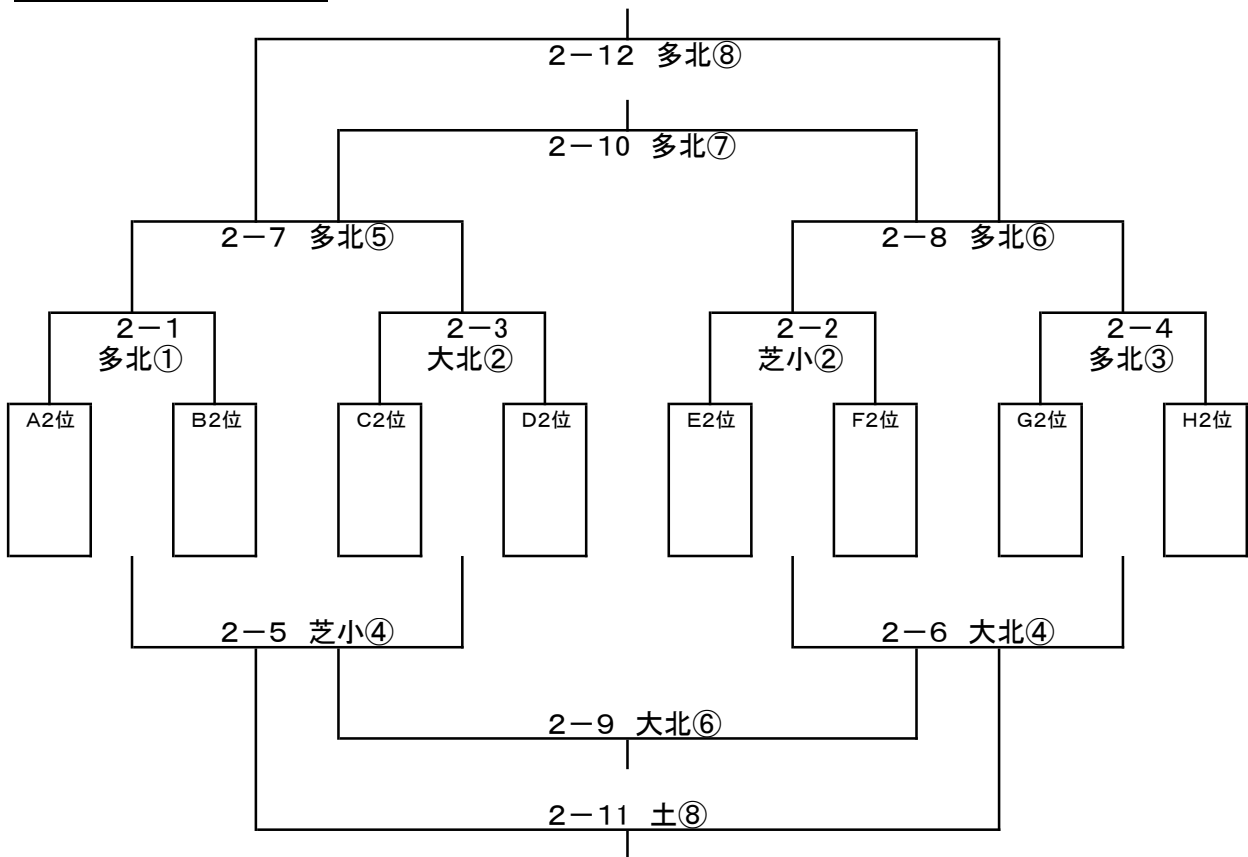 ２－１２ 多北⑧
２－１０ 多北⑦
２－７ 多北⑤
２－８ 多北⑥
２－１
多北①
２－３
大北②
２－２
芝小②
２－４
多北③
A2位
B2位
C2位
D2位
E2位
F2位
G2位
H2位
２－５ 芝小④
２－６ 大北④
２－９ 大北⑥
２－１１ 土⑧